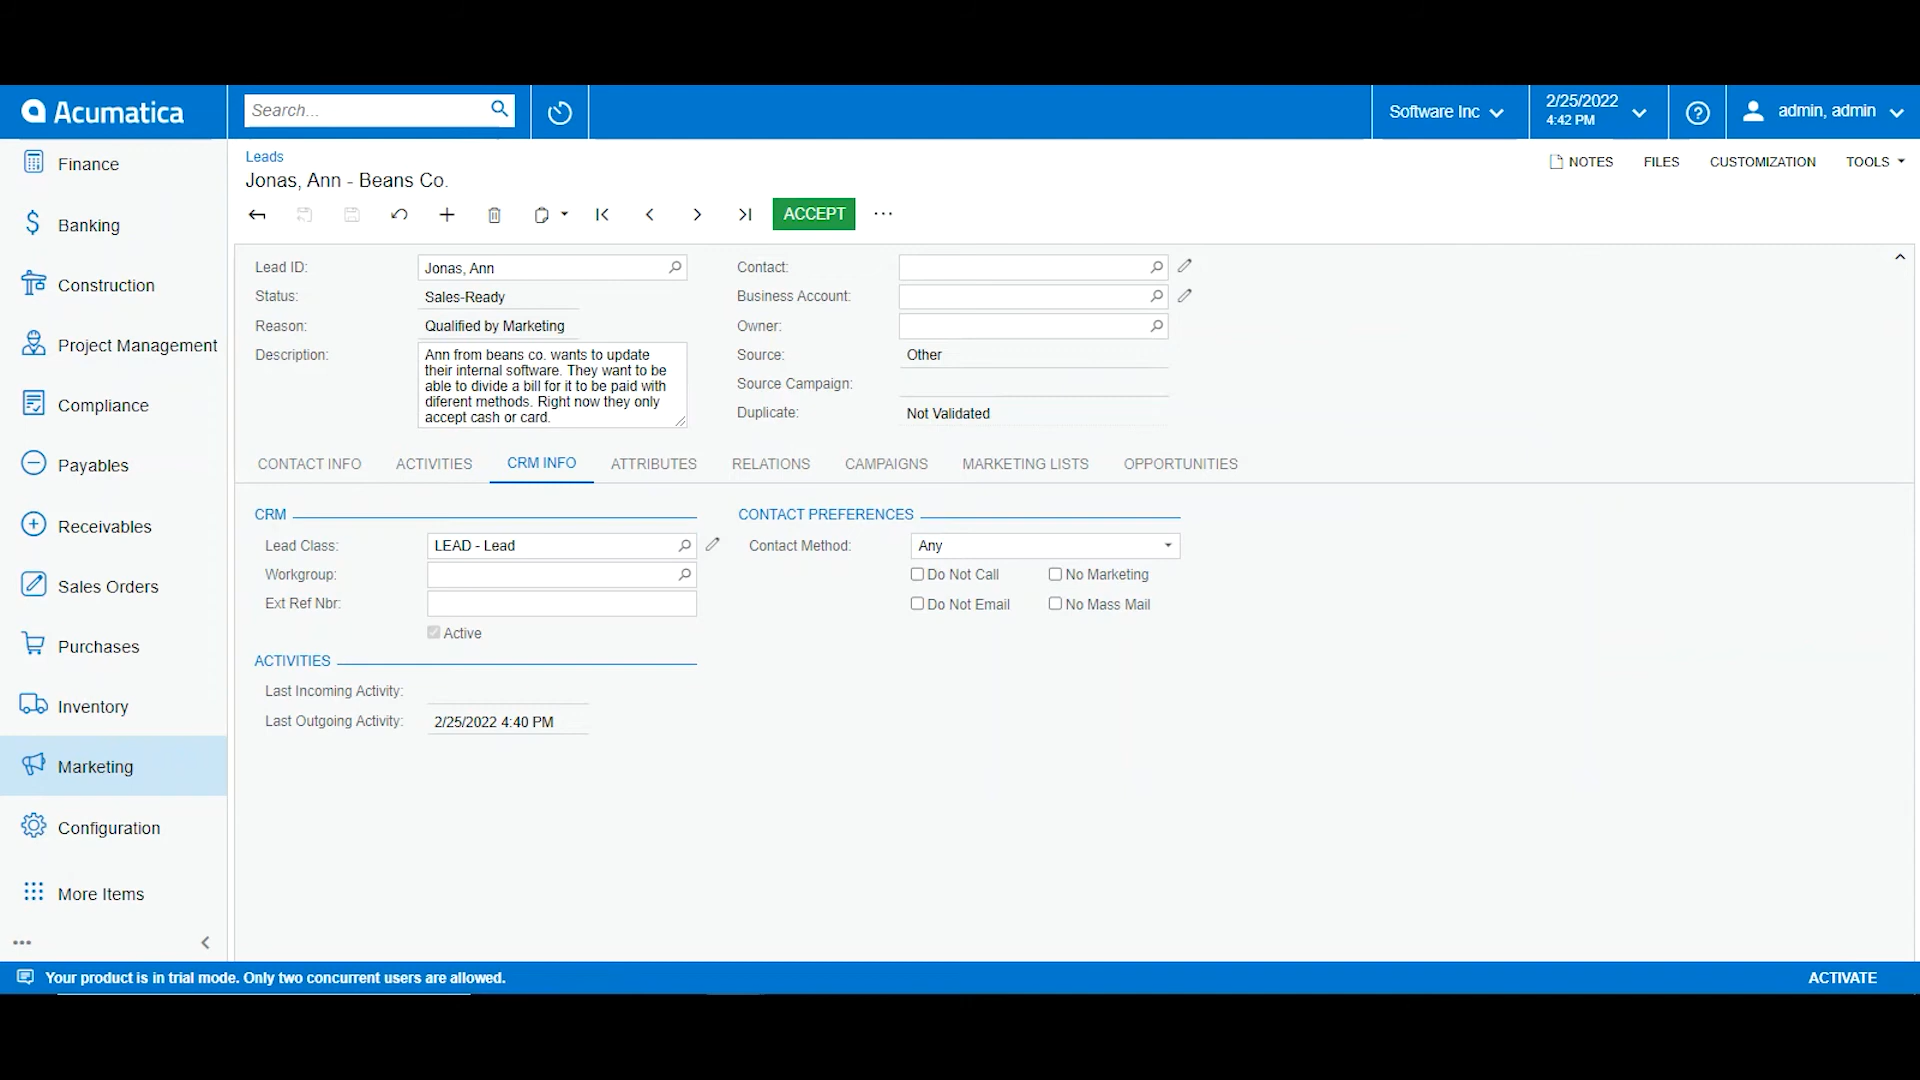 Acumatica
Search...
Software Inc
2/25/2022
4:42 PM
admin, admin
Finance
Banking
Construction
Project Management
Compliance
Payables
Receivables
Sales Orders
Purchases
Inventory
Marketing
Configuration
More Items
Leads
Jonas, Ann - Beans Co.
NOTES
FILES
CUSTOMIZATION
TOOLS
ACCEPT
Lead ID:
Jonas, Ann
Status:
Sales-Ready
Reason:
Qualified by Marketing
Description:
Ann from beans co. wants to update
their internal software. They want to be
able to divide a bill for it to be paid with
diferent methods. Right now they only
accept cash or card.
Contact:
Business Account:
Owner:
Source:
Other
Source Campaign:
Duplicate:
Not Validated
CONTACT INFO
ACTIVITIES
CRM INFO
ATTRIBUTES
RELATIONS
CAMPAIGNS
MARKETING LISTS
OPPORTUNITIES
CRM
Lead Class:
LEAD - Lead
Workgroup:
Ext Ref Nbr:
Active
ACTIVITIES
Last Incoming Activity:
Last Outgoing Activity:
2/25/2022 4:40 PM
CONTACT PREFERENCES
Contact Method:
Any
Do Not Call
No Marketing
Do Not Email
No Mass Mail
Your product is in trial mode. Only two concurrent users are allowed.
ACTIVATE